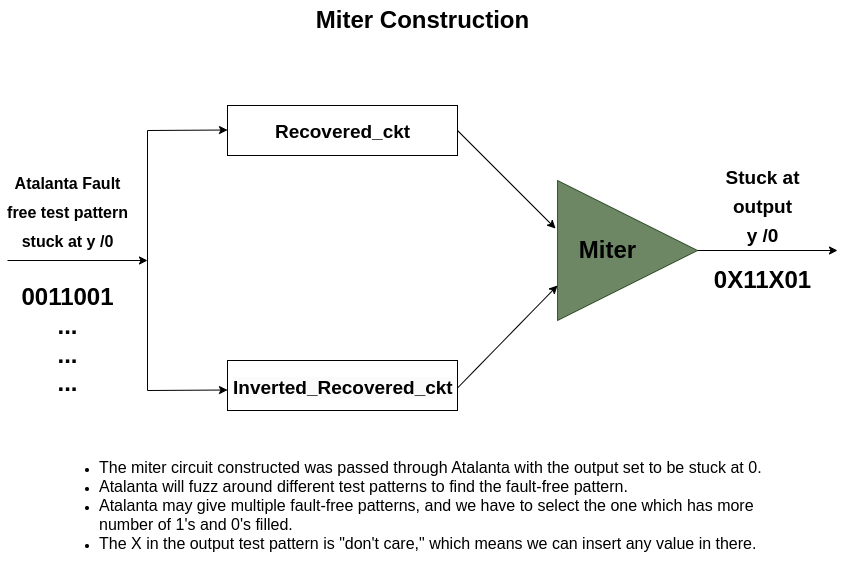 Miter Construction
Recovered_ckt
Atalanta Fault
free test pattern
stuck at y /0
0011001
...
...
...
Miter
Stuck at
output
y /0
0X11X01
Inverted_Recovered_ckt
• The miter circuit constructed was passed through Atalanta with the output set to be stuck at 0.
• Atalanta will fuzz around different test patterns to find the fault-free pattern.
• Atalanta may give multiple fault-free patterns, and we have to select the one which has more
number of 1's and 0's filled.
• The X in the output test pattern is "don't care," which means we can insert any value in there.